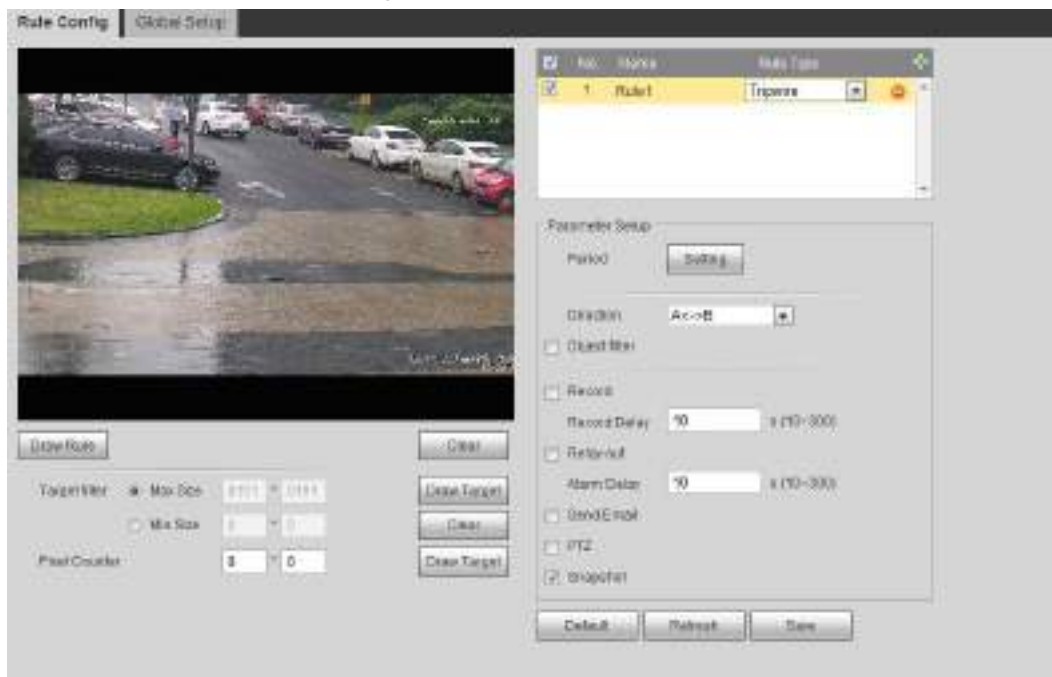 Rule Config Global Setup
No. Name Rule Type
1 Rule1 Tripwire
Parameter Setup
Period Setting
Direction A<->B
Object filter
Record
Record Delay 10 s (10~300)
Relay-out
Alarm Delay 10 s (10~300)
Send Email
PTZ
Snapshot
Draw Rule Clear
Target filter Max Size * Draw Target
Min Size * Clear
Pixel Counter 0 * 0 Draw Target
Default Refresh Save